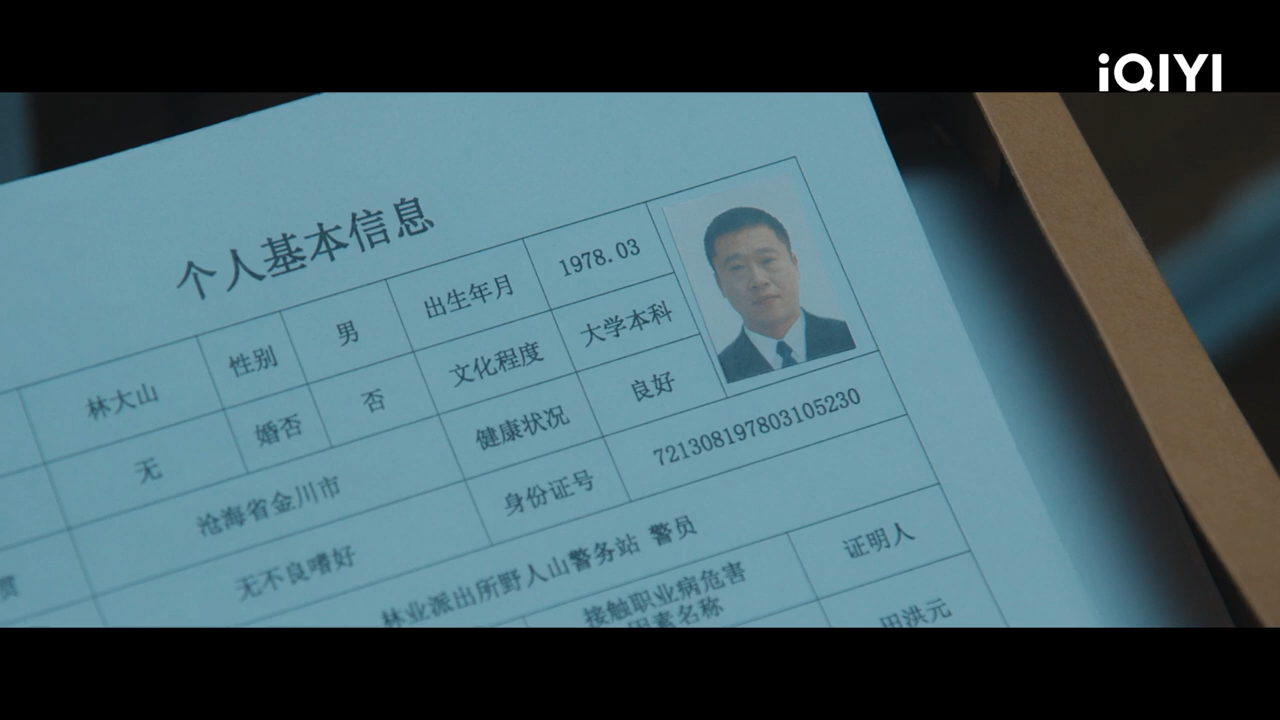 iQIYI
个人基本信息
林大山 性别 男 出生年月 1978.03
无 婚否 否 文化程度 大学本科
沧海省金川市 健康状况 良好
无不良嗜好 身份证号 721308197803105230
林业派出所野人山警务站 警员
接触职业病危害 证明人
因素名称
田洪元